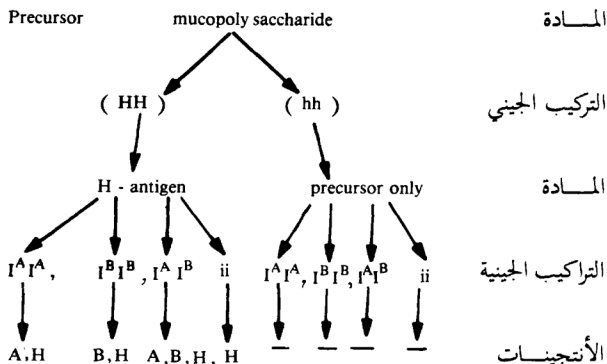 Precursor mucopoly saccharide المـــادة
( HH ) ( hh ) التركيب الجيني
H - antigen precursor only المـــادة
I^A I^A , I^B I^B , I^A I^B ii I^A I^A , I^B I^B , I^A I^B ii التراكيب الجينية
A,H B,H A,B,H, H — — — — الأنتجينـــات